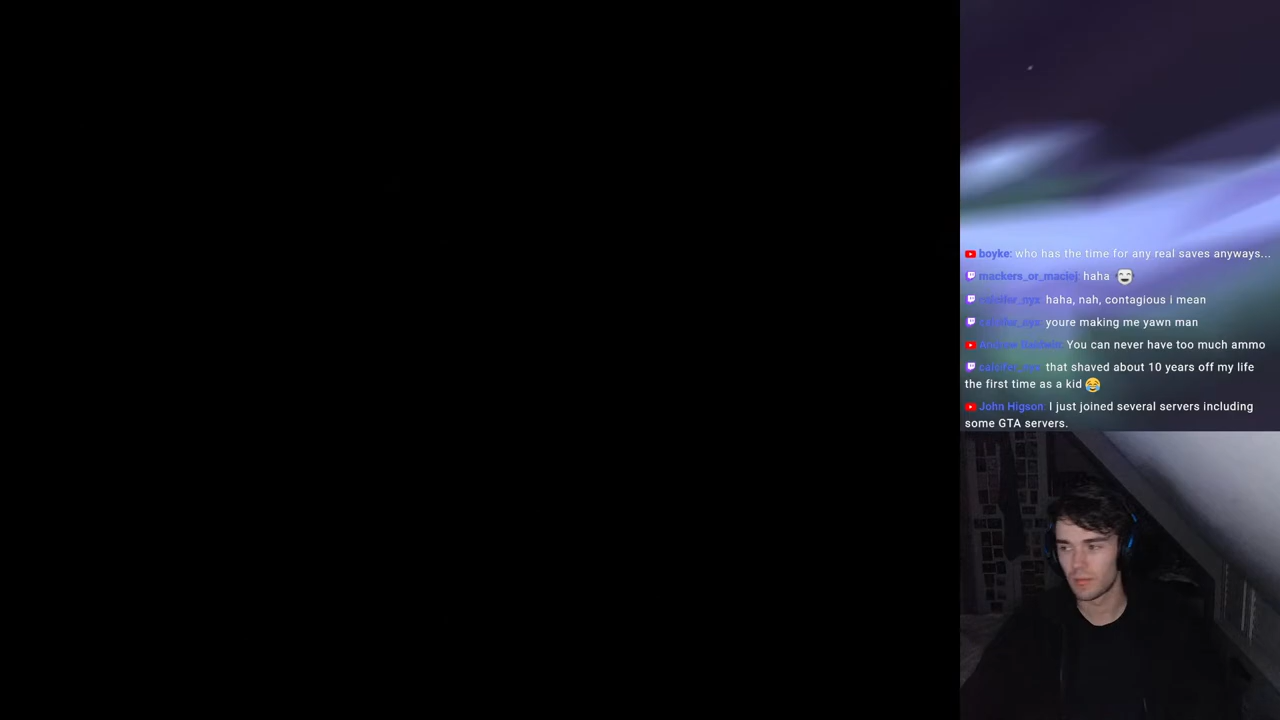 boyke: who has the time for any real saves anyways...
mackers_or_maciej: haha
haha, nah, contagious i mean
youre making me yawn man
You can never have too much ammo
that shaved about 10 years off my life
the first time as a kid 😂
John Higson: I just joined several servers including
some GTA servers.